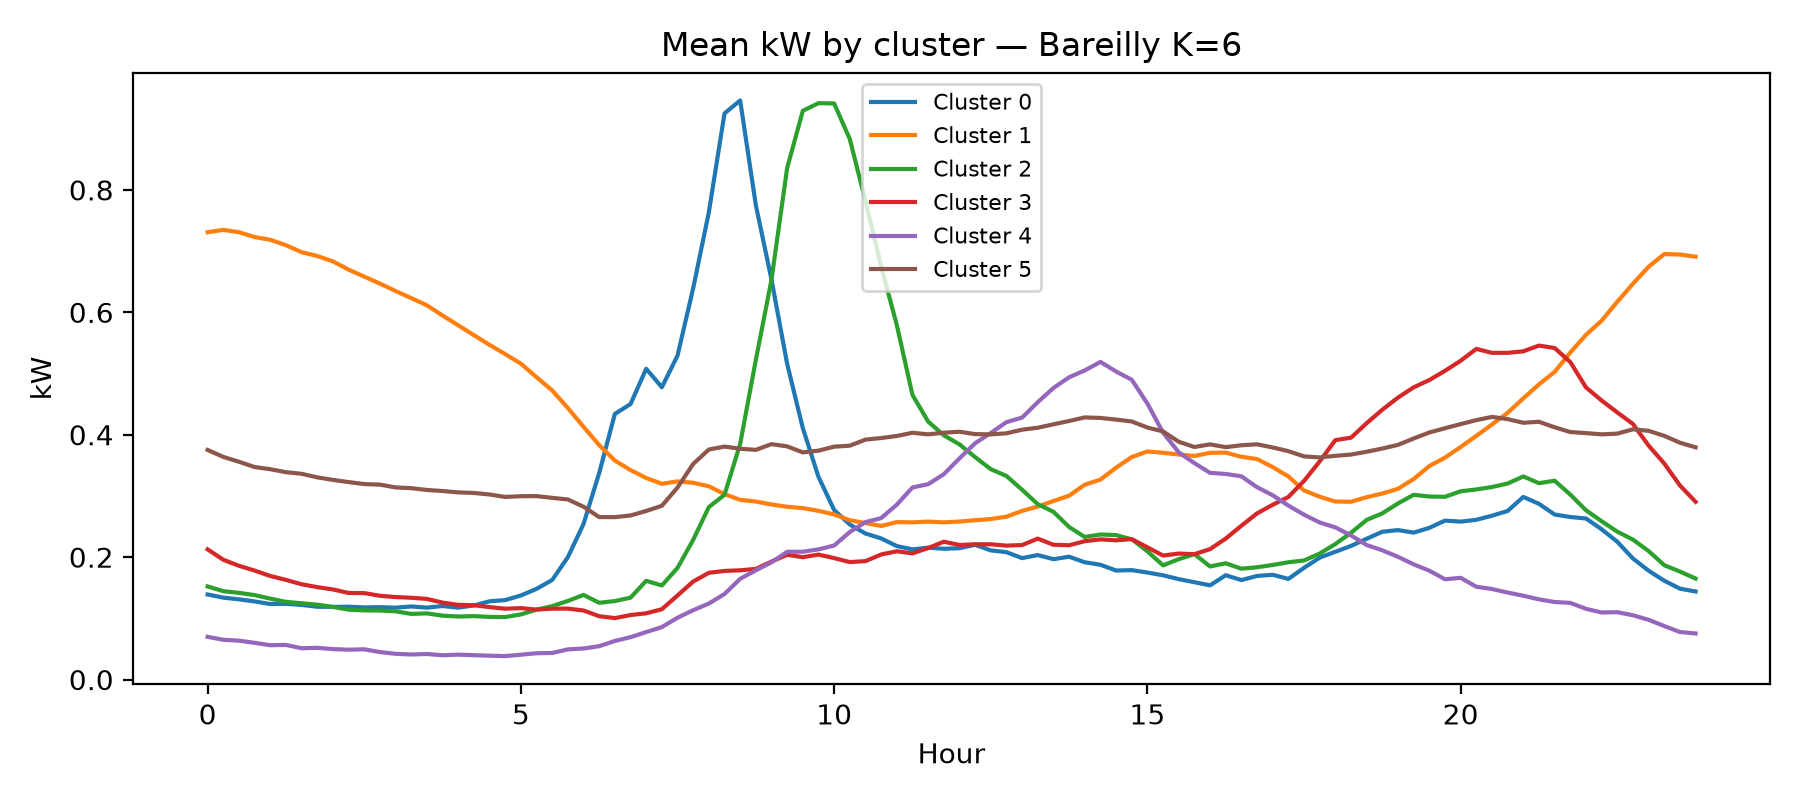 Mean kW by cluster — Bareilly K=6
Cluster 0
Cluster 1
Cluster 2
Cluster 3
Cluster 4
Cluster 5
0.8
0.6
0.4
0.2
0.0
kW
0 5 10 15 20
Hour